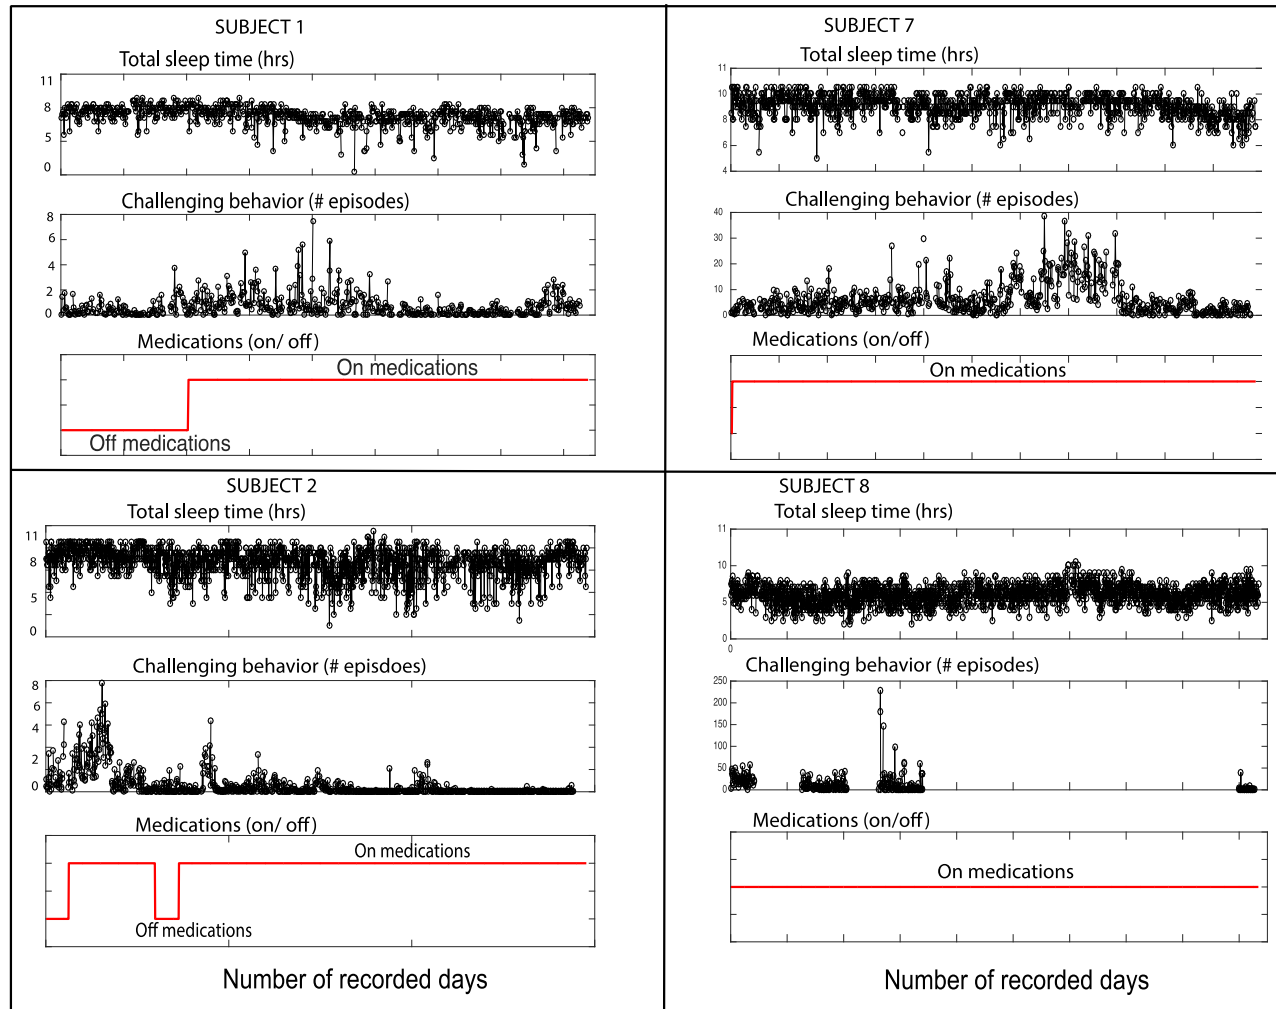 SUBJECT 1
Total sleep time (hrs)
11
8
5
0
Challenging behavior (# episodes)
8
6
4
2
0
Medications (on/ off)
On medications
Off medications
SUBJECT 7
Total sleep time (hrs)
11
10
8
6
4
Challenging behavior (# episodes)
40
30
20
10
0
Medications (on/off)
On medications
SUBJECT 2
Total sleep time (hrs)
11
8
5
0
Challenging behavior (# episdoes)
8
6
4
2
0
Medications (on/ off)
On medications
Off medications
Number of recorded days
SUBJECT 8
Total sleep time (hrs)
11
10
5
0
0
Challenging behavior (# episodes)
250
200
150
100
50
0
Medications (on/off)
On medications
Number of recorded days